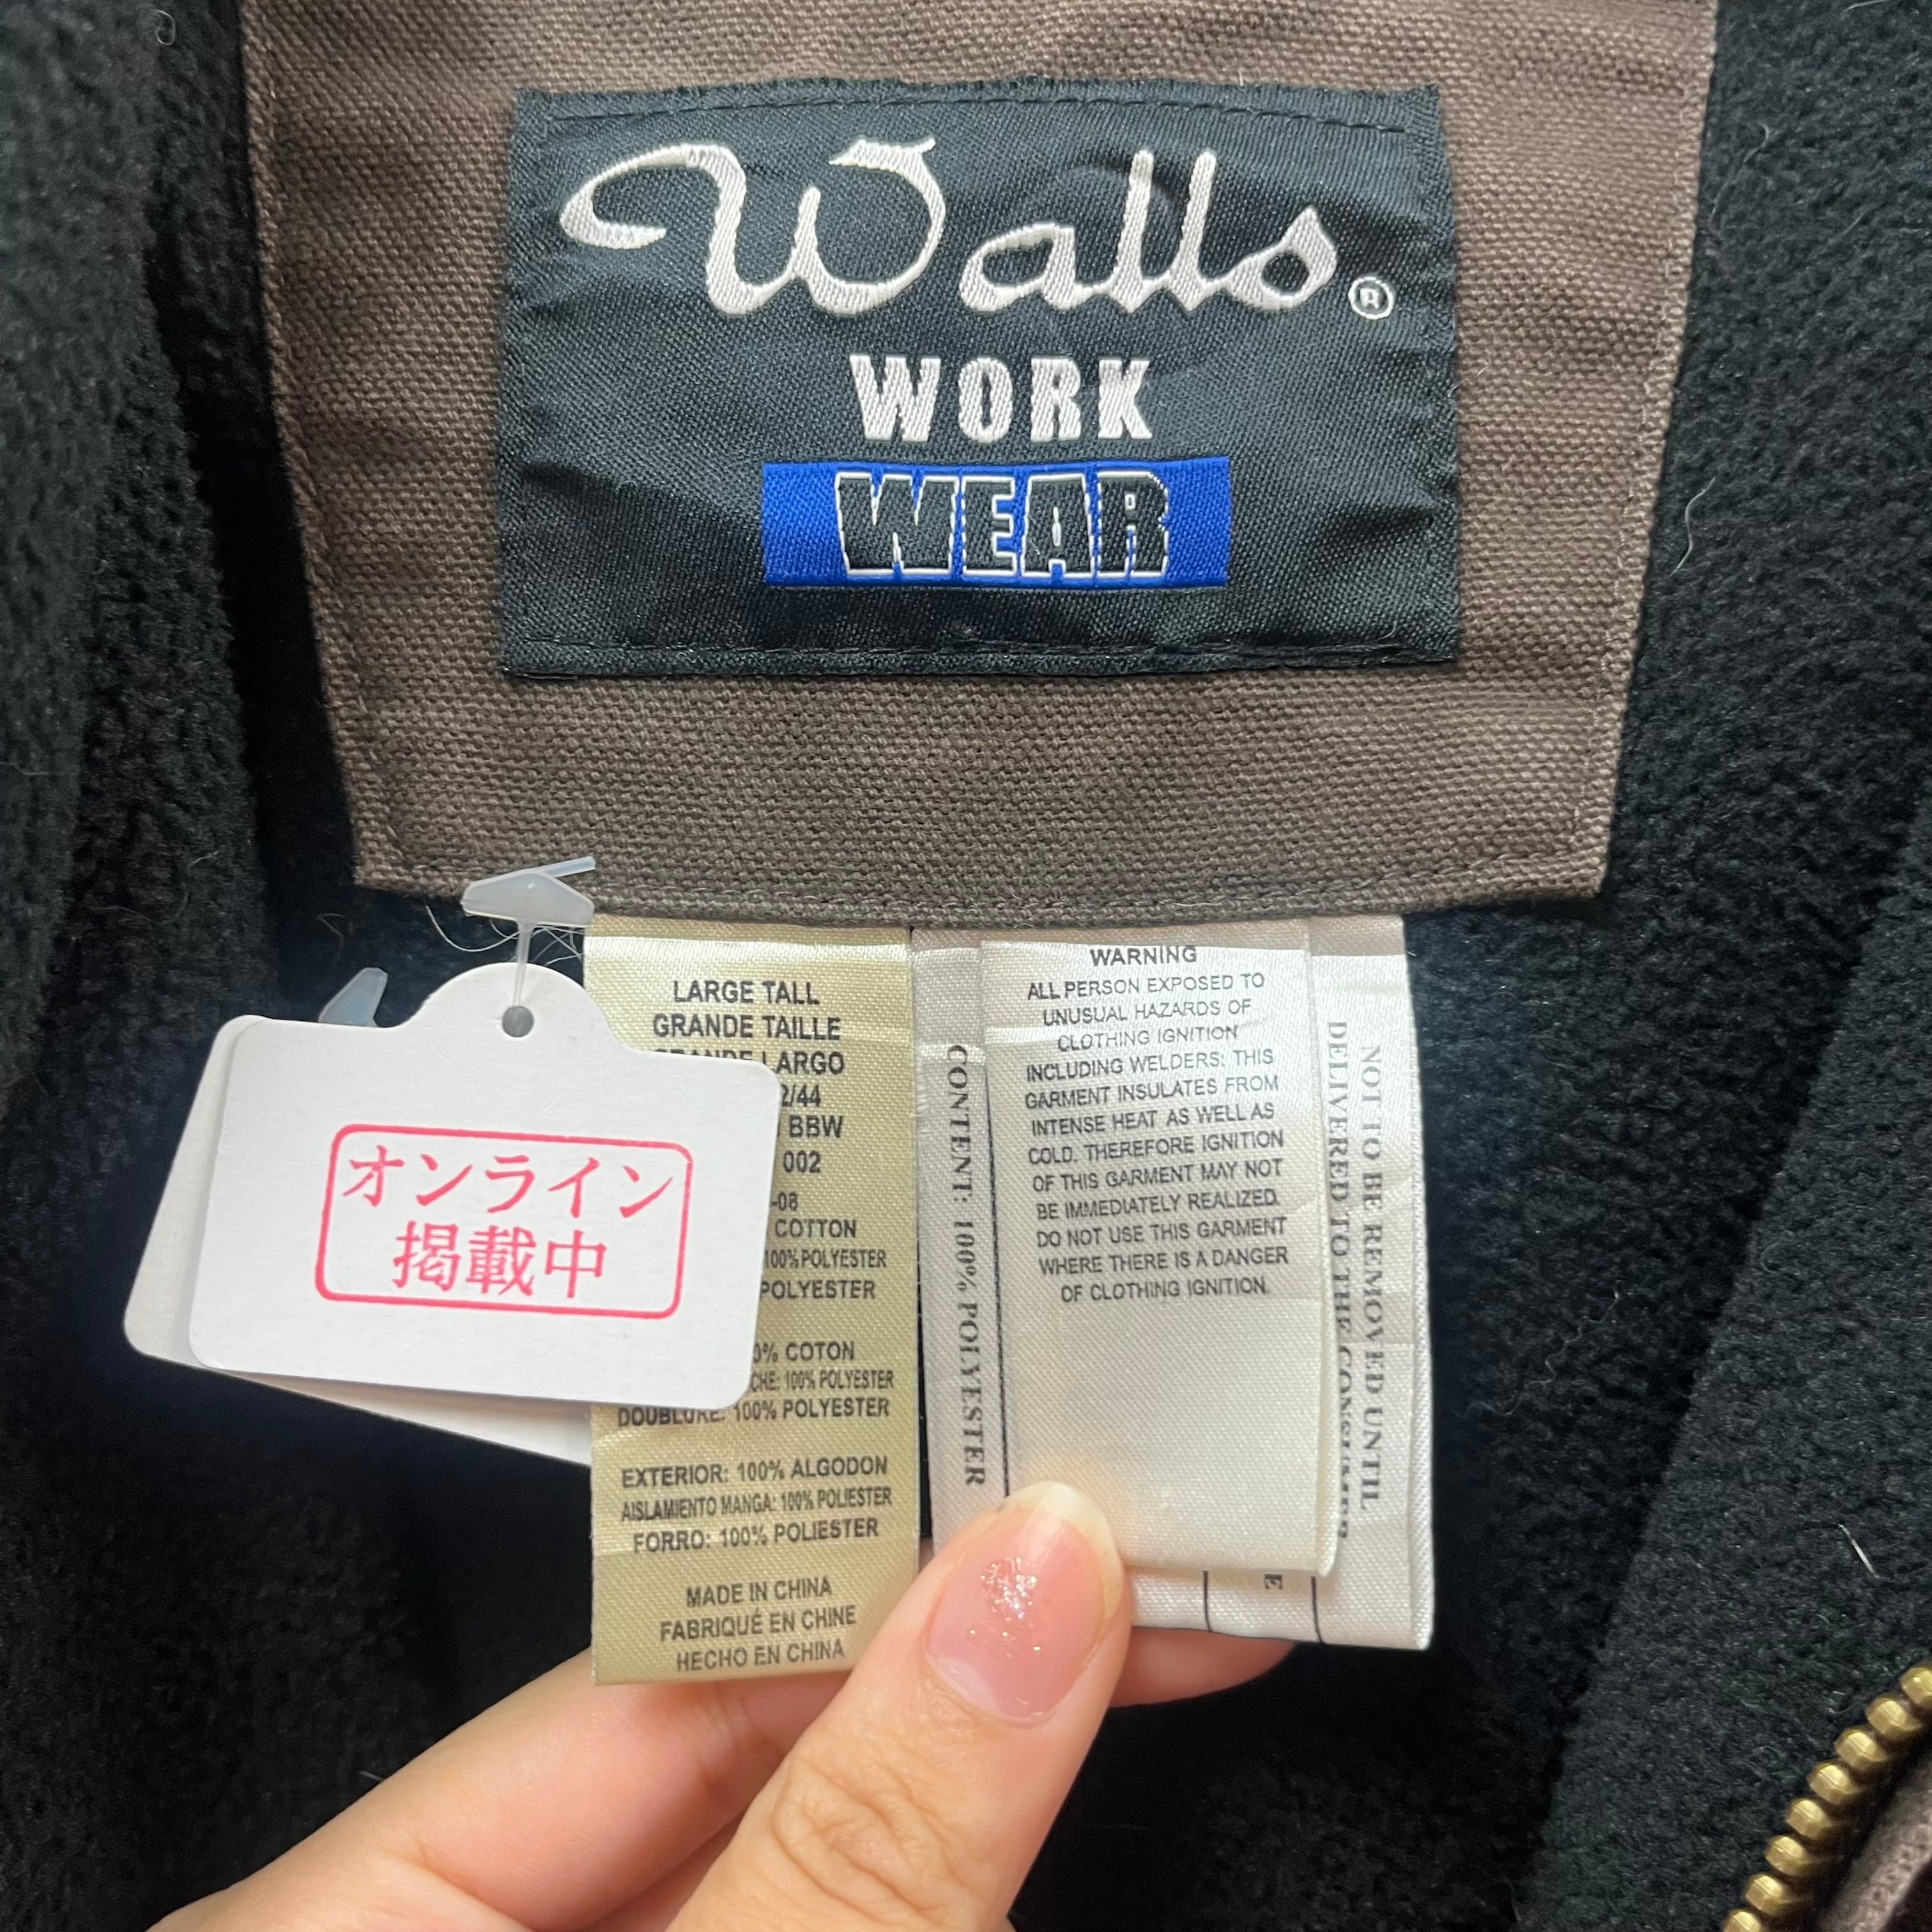 Walls®
WORK
WEAR
LARGE TALL
GRANDE TAILLE
GRANDE LARGO
2/44
BBW
002
-08
COTTON
100% POLYESTER
POLYESTER
0% COTON
CHE: 100% POLYESTER
DOUBLURE: 100% POLYESTER
EXTERIOR: 100% ALGODON
AISLAMIENTO MANGA: 100% POLIESTER
FORRO: 100% POLIESTER
MADE IN CHINA
FABRIQUÉ EN CHINE
HECHO EN CHINA
オンライン
掲載中
CONTENT: 100% POLYESTER
WARNING
ALL PERSON EXPOSED TO
UNUSUAL HAZARDS OF
CLOTHING IGNITION
INCLUDING WELDERS: THIS
GARMENT INSULATES FROM
INTENSE HEAT AS WELL AS
COLD. THEREFORE IGNITION
OF THIS GARMENT MAY NOT
BE IMMEDIATELY REALIZED.
DO NOT USE THIS GARMENT
WHERE THERE IS A DANGER
OF CLOTHING IGNITION.
NOT TO BE REMOVED UNTIL
DELIVERED TO THE CONSUMER
E